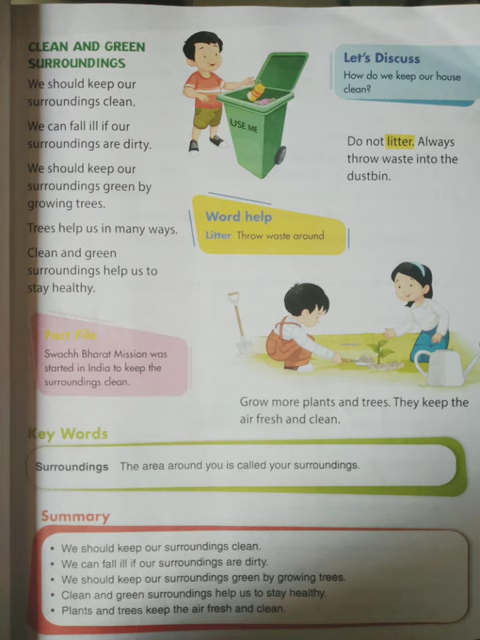 CLEAN AND GREEN
SURROUNDINGS
We should keep our
surroundings clean.
We can fall ill if our
surroundings are dirty.
We should keep our
surroundings green by
growing trees.
Trees help us in many ways.
Clean and green
surroundings help us to
stay healthy.
USE ME
Let's Discuss
How do we keep our house
clean?
Do not litter. Always
throw waste into the
dustbin.
Word help
Litter Throw waste around
Fact File
Swachh Bharat Mission was
started in India to keep the
surroundings clean.
Grow more plants and trees. They keep the
air fresh and clean.
Key Words
Surroundings The area around you is called your surroundings.
Summary
• We should keep our surroundings clean.
• We can fall ill if our surroundings are dirty.
• We should keep our surroundings green by growing trees.
• Clean and green surroundings help us to stay healthy.
• Plants and trees keep the air fresh and clean.